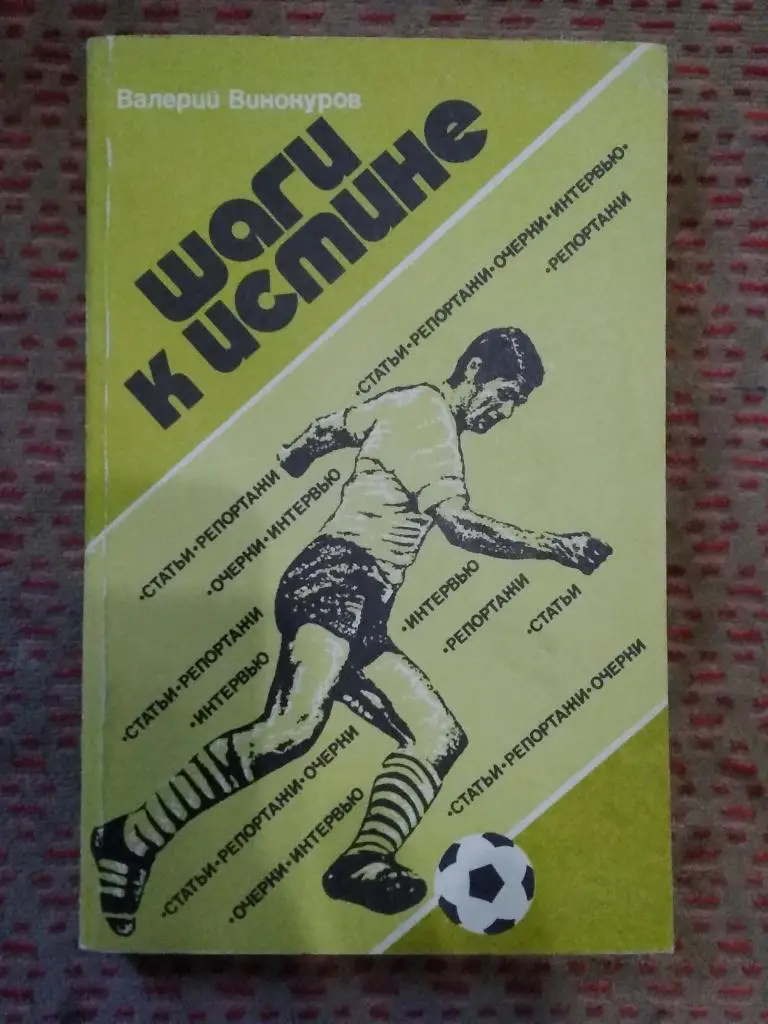 Валерий Винокуров
шаги
к истине
•СТАТЬИ•РЕПОРТАЖИ•ОЧЕРКИ•ИНТЕРВЬЮ•
•РЕПОРТАЖИ
•СТАТЬИ•РЕПОРТАЖИ
•ОЧЕРКИ•ИНТЕРВЬЮ
•ИНТЕРВЬЮ
•РЕПОРТАЖИ
•СТАТЬИ
•СТАТЬИ•РЕПОРТАЖИ
•ИНТЕРВЬЮ
•СТАТЬИ•РЕПОРТАЖИ•ОЧЕРКИ
•СТАТЬИ•РЕПОРТАЖИ•ОЧЕРКИ
•ОЧЕРКИ•ИНТЕРВЬЮ